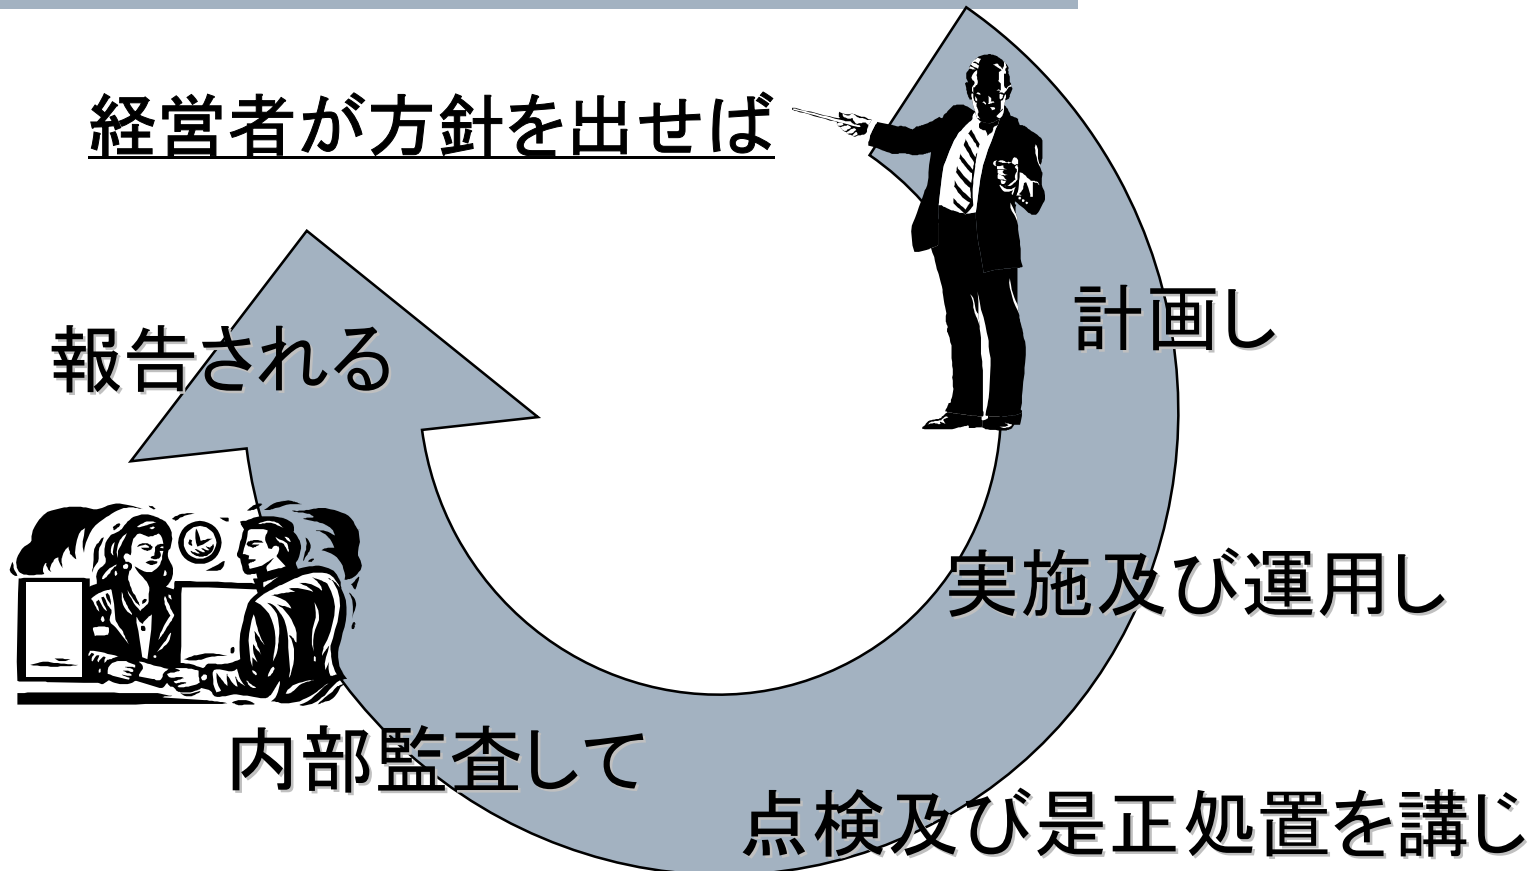 経営者が方針を出せば
計画し
実施及び運用し
点検及び是正処置を講じ
内部監査して
報告される